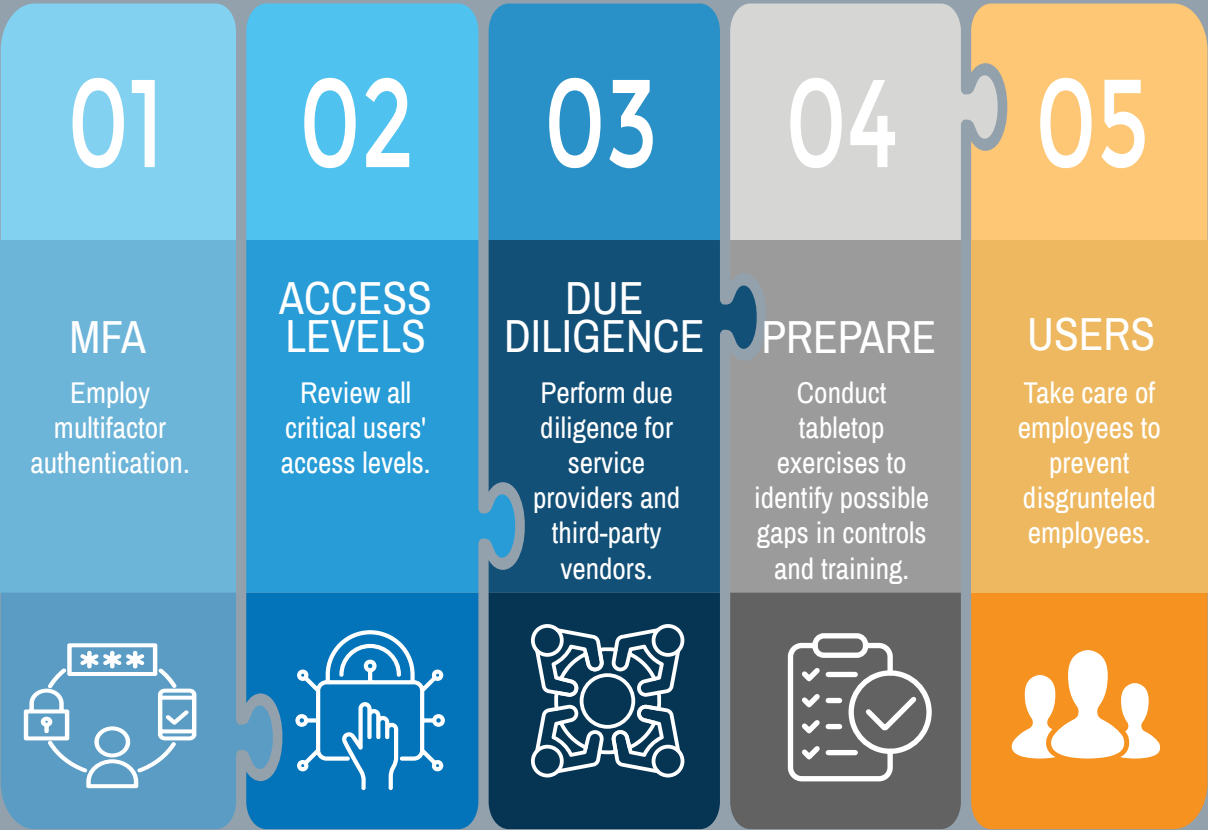 01
MFA
Employ
multifactor
authentication.
***
02
ACCESS
LEVELS
Review all
critical users'
access levels.
03
DUE
DILIGENCE
Perform due
diligence for
service
providers and
third-party
vendors.
04
PREPARE
Conduct
tabletop
exercises to
identify possible
gaps in controls
and training.
05
USERS
Take care of
employees to
prevent
disgrunteled
employees.